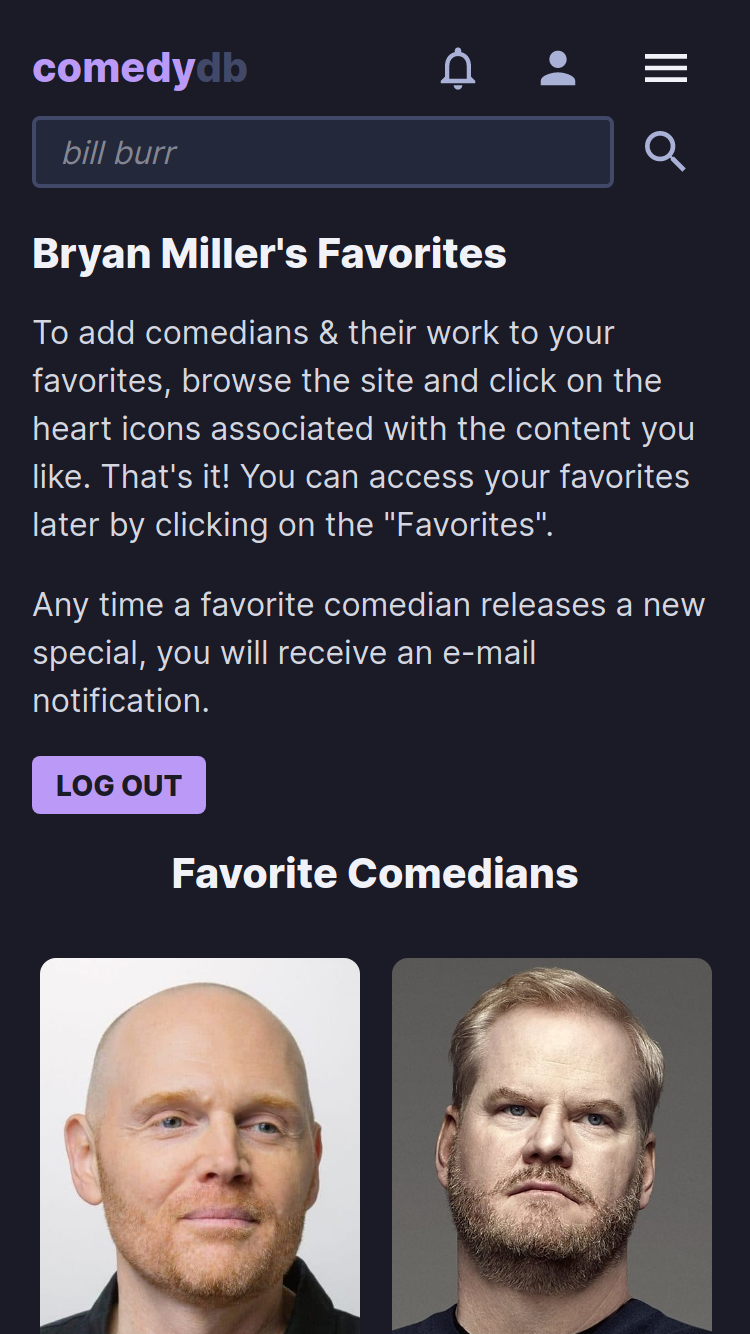 comedydb
bill burr
Bryan Miller's Favorites
To add comedians & their work to your
favorites, browse the site and click on the
heart icons associated with the content you
like. That's it! You can access your favorites
later by clicking on the "Favorites".
Any time a favorite comedian releases a new
special, you will receive an e-mail
notification.
LOG OUT
Favorite Comedians